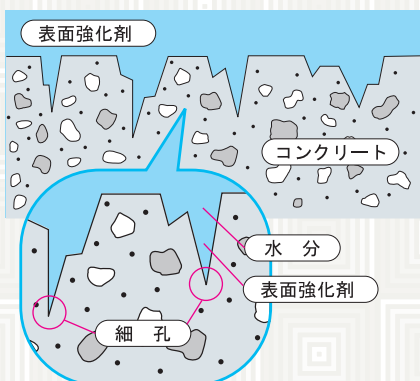 表面強化剤
コンクリート
水 分
表面強化剤
細 孔